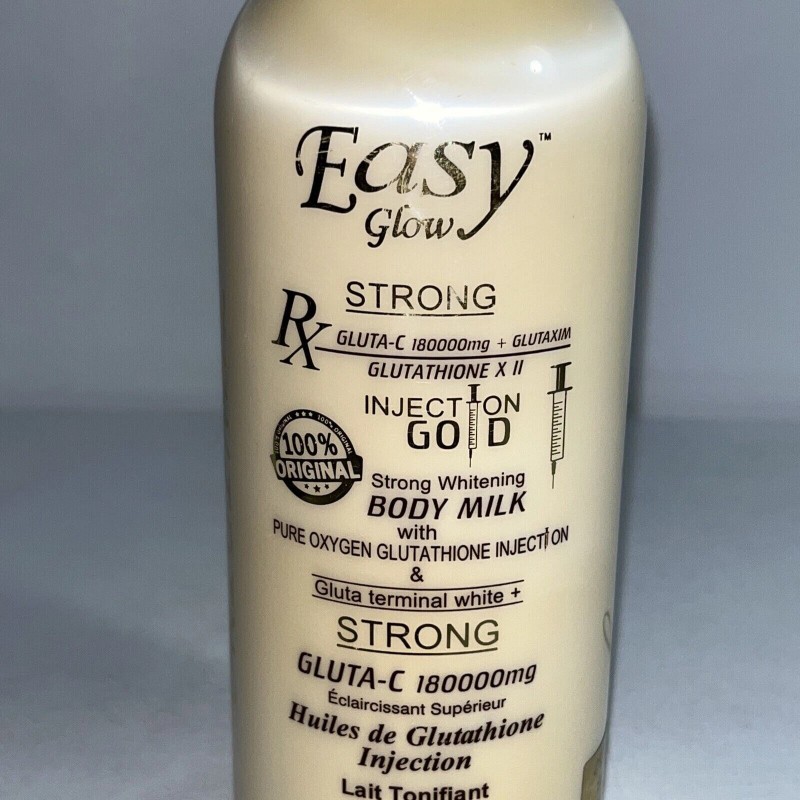 Easy™
Glow
STRONG
Rx
GLUTA-C 180000mg + GLUTAXIM
GLUTATHIONE X II
INJECTION
GOLD
100%
ORIGINAL
Strong Whitening
BODY MILK
with
PURE OXYGEN GLUTATHIONE INJECTION
&
Gluta terminal white +
STRONG
GLUTA-C 180000mg
Éclaircissant Supérieur
Huiles de Glutathione
Injection
Lait Tonifiant